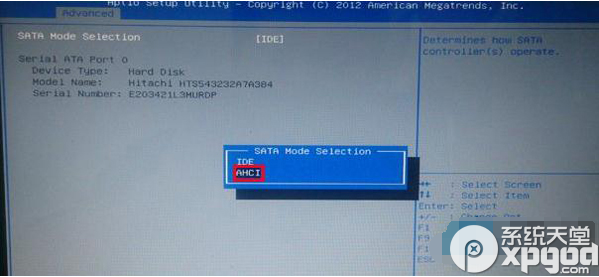 Aptio Setup Utility - Copyright (C) 2012 American Megatrends, Inc.
Advanced
SATA Mode Selection [IDE]
Determines how SATA
controller(s) operate.
Serial ATA Port 0
Device Type: Hard Disk
Model Name: Hitachi HTS543232A7A384
Serial Number: E203421L3MURDP
SATA Mode Selection
IDE
AHCI
: Select Screen
: Select Item
Enter: Select
+/- : Change Opt
F1
F9
F1
ESC
系统天堂
xpgod.com